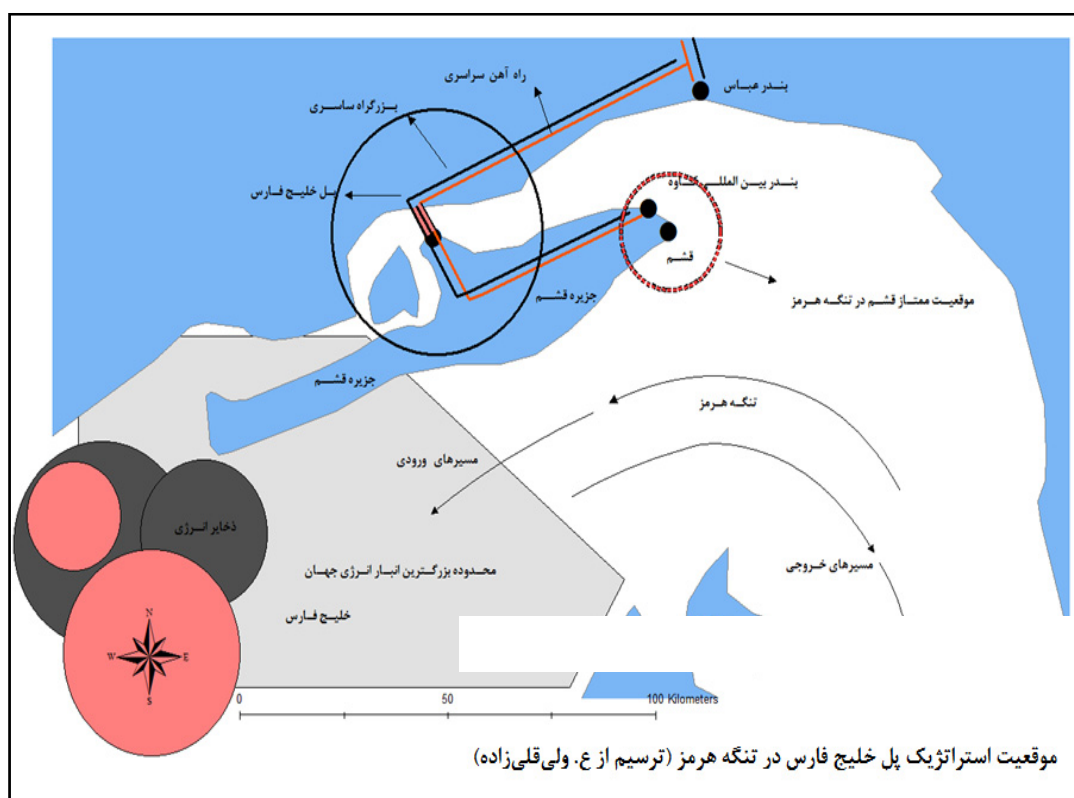 بندر عباس
راه آهن سراسری
بزرگراه ساسری
پل خلیج فارس
بندر بین المللی کاوه
قشم
موقعیت ممتاز قشم در تنگه هرمز
جزیره قشم
جزیره قشم
تنگه هرمز
مسیرهای ورودی
ذخایر انرژی
مسیرهای خروجی
محدوده بزرگترین انبار انرژی جهان
خلیج فارس
N
W
E
S
0
50
100 Kilometers
موقعیت استراتژیک پل خلیج فارس در تنگه هرمز (ترسیم از ع. ولی‌قلی‌زاده)